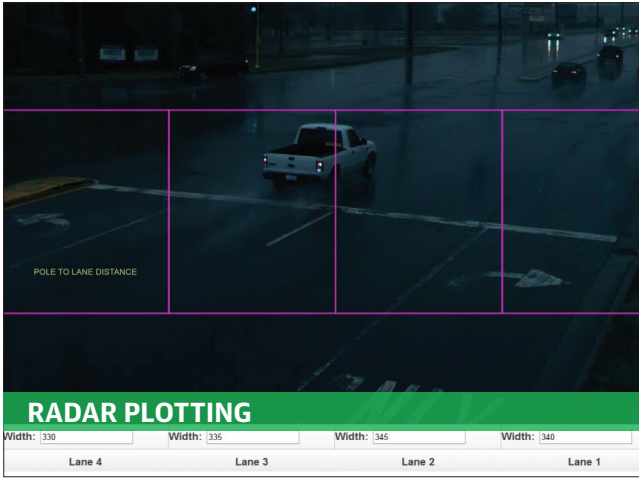 POLE TO LANE DISTANCE
RADAR PLOTTING
Width: 330 Width: 335 Width: 345 Width: 340
Lane 4 Lane 3 Lane 2 Lane 1